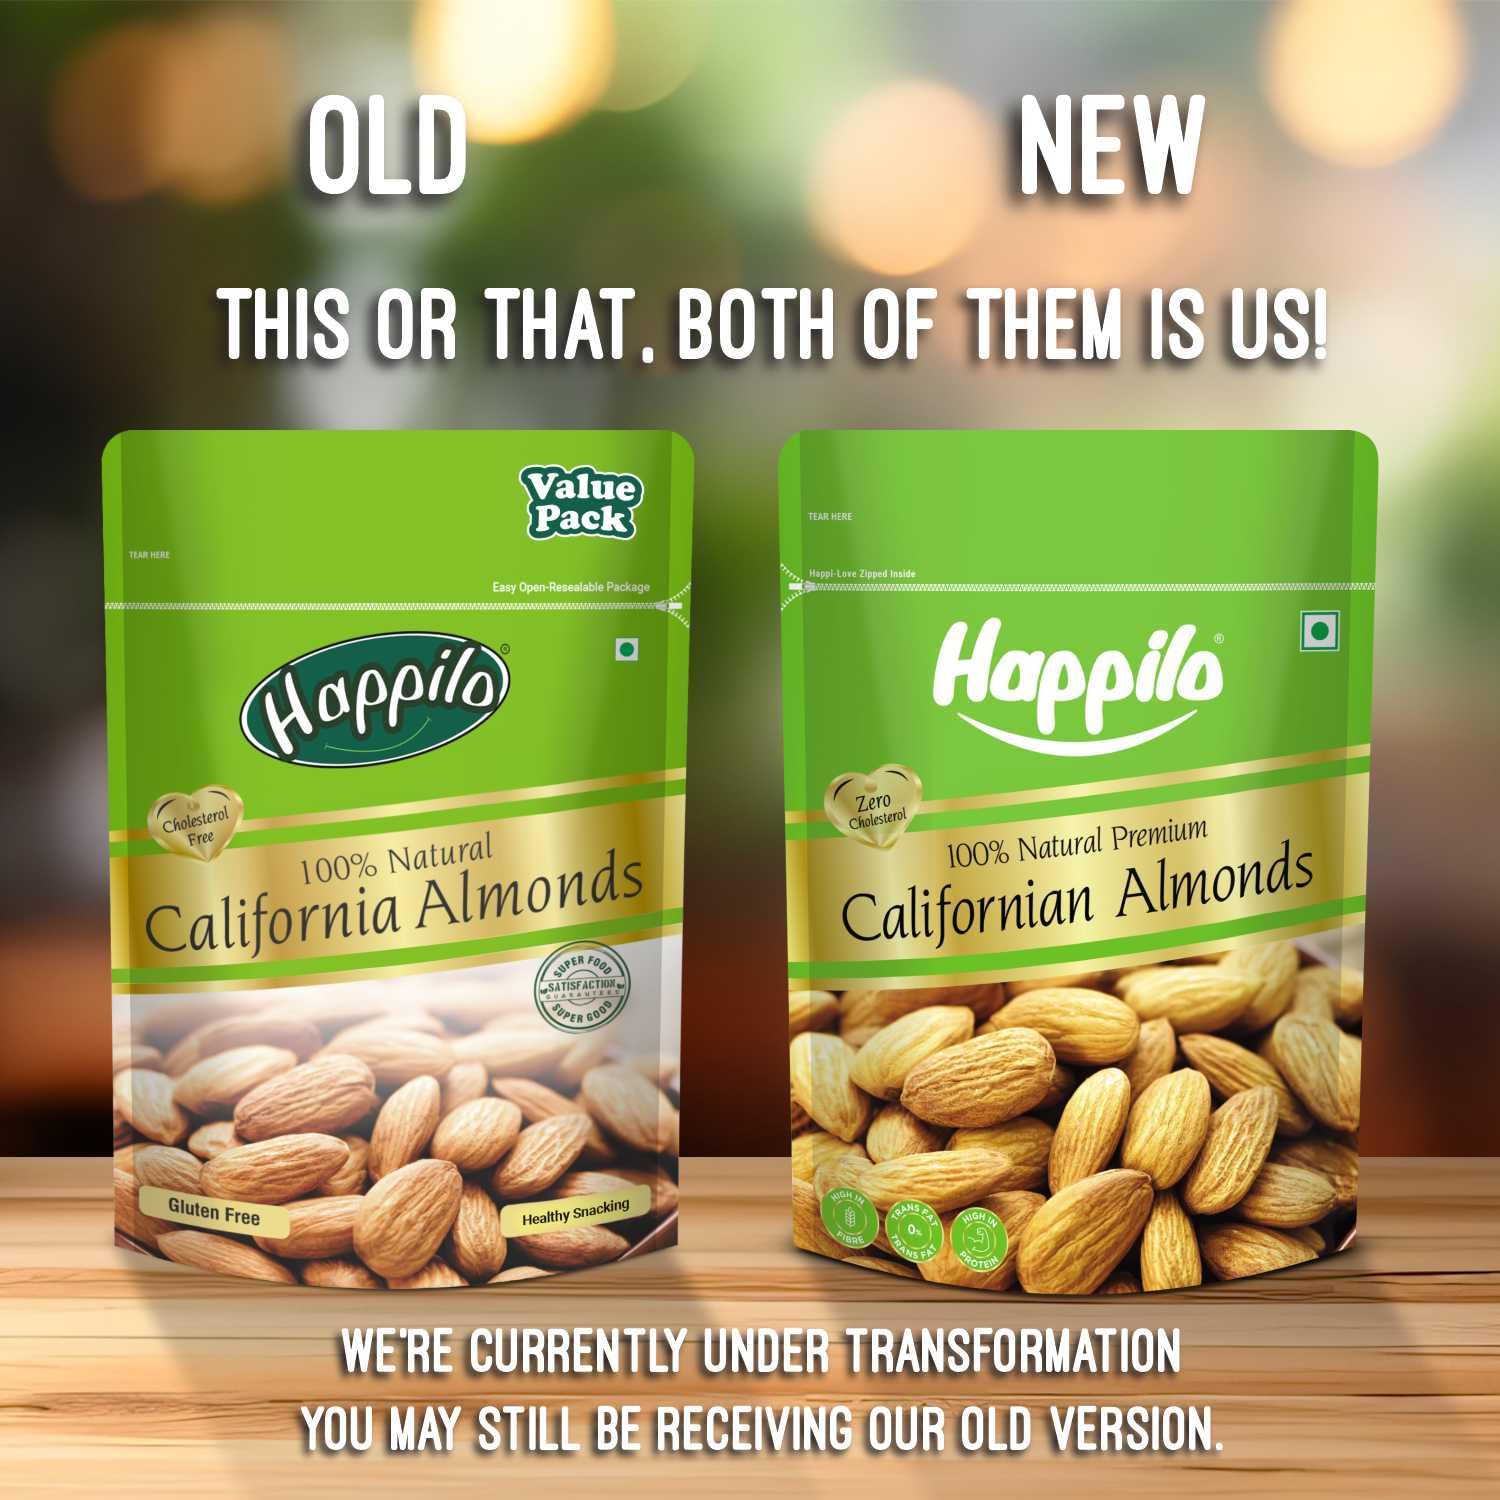 OLD
NEW
THIS OR THAT, BOTH OF THEM IS US!
Value
Pack
TEAR HERE
Easy Open-Resealable Package
Happilo®
Cholesterol
Free
100% Natural
California Almonds
SUPER FOOD
SATISFACTION
GUARANTEED
SUPER GOOD
Gluten Free
Healthy Snacking
TEAR HERE
Happi-Love Zipped Inside
Happilo®
Zero
Cholesterol
100% Natural Premium
Californian Almonds
HIGH IN
FIBRE
TRANS FAT
0%
TRANS FAT
HIGH IN
PROTEIN
WE'RE CURRENTLY UNDER TRANSFORMATION
YOU MAY STILL BE RECEIVING OUR OLD VERSION.